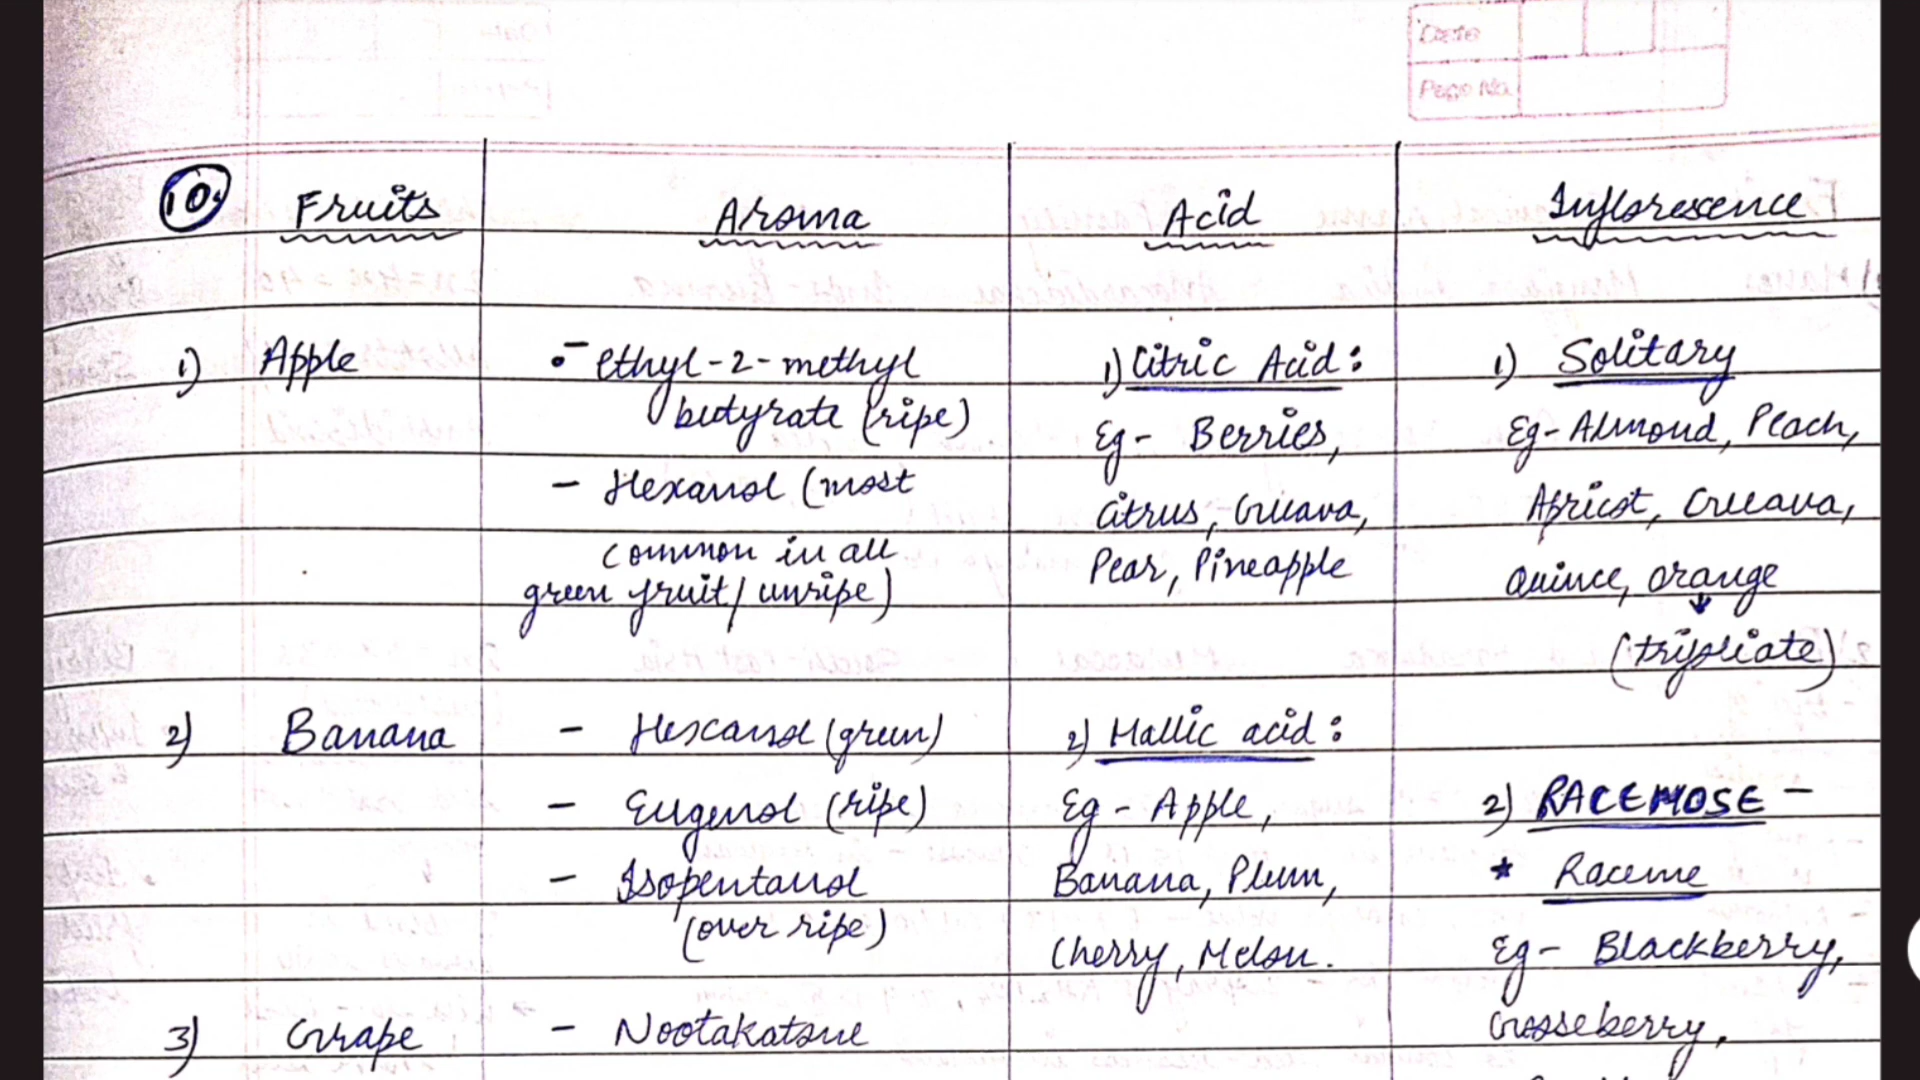 Date
Page No.
10. Fruits Aroma Acid Inflorescence
1) Apple
- ethyl-2-methyl
butyrate (ripe)
- Hexanol (most
common in all
green fruit/unripe)
1) Citric Acid:
Eg- Berries,
Citrus, Guava,
Pear, Pineapple
1) Solitary
Eg- Almond, Peach,
Apricot, Guava,
Quince, Orange
(trifoliate)
2) Banana
- Hexanol (green)
- Eugenol (ripe)
- Isopentanol
(over ripe)
2) Mallic acid:
Eg - Apple,
Banana, Plum,
Cherry, Melon.
2) RACEMOSE -
* Raceme
Eg- Blackberry,
Gooseberry,
3) Grape
- Nootakatone